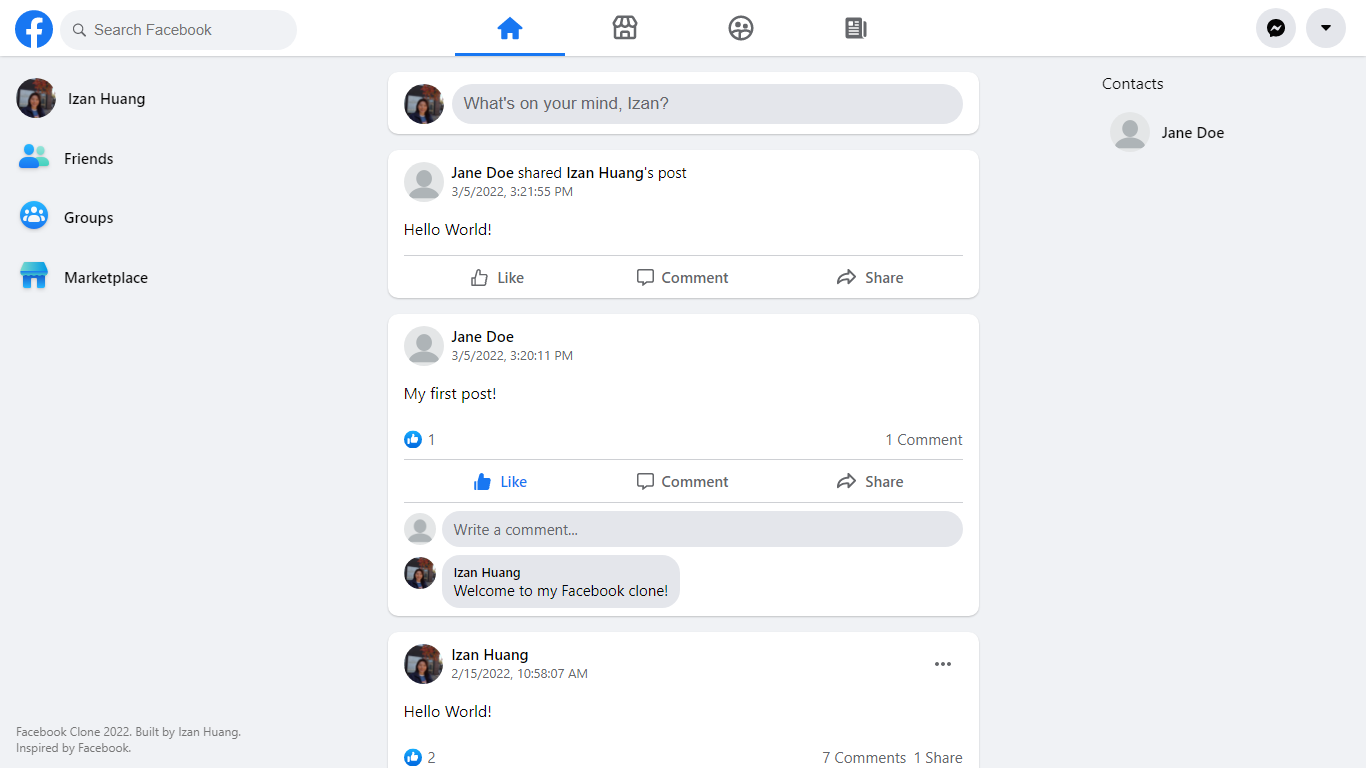 Search Facebook
Izan Huang
Friends
Groups
Marketplace
Facebook Clone 2022. Built by Izan Huang.
Inspired by Facebook.
What's on your mind, Izan?
Jane Doe shared Izan Huang's post
3/5/2022, 3:21:55 PM
Hello World!
Like Comment Share
Jane Doe
3/5/2022, 3:20:11 PM
My first post!
1 1 Comment
Like Comment Share
Write a comment...
Izan Huang
Welcome to my Facebook clone!
Izan Huang
2/15/2022, 10:58:07 AM
Hello World!
2 7 Comments 1 Share
Contacts
Jane Doe